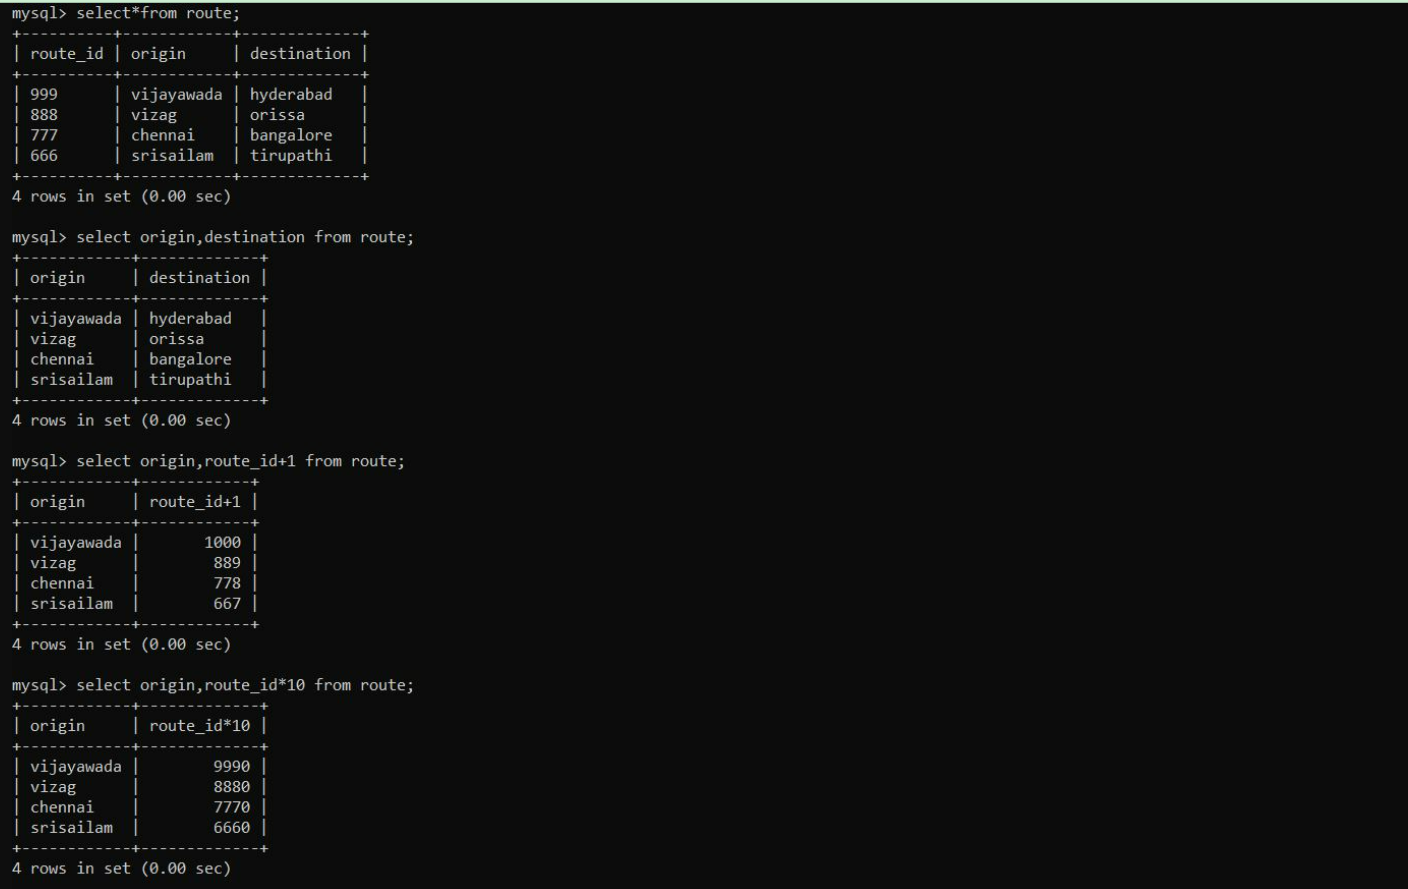 mysql> select*from route;
+----------+------------+-------------+
| route_id | origin     | destination |
+----------+------------+-------------+
| 999      | vijayawada | hyderabad   |
| 888      | vizag      | orissa      |
| 777      | chennai    | bangalore   |
| 666      | srisailam  | tirupathi   |
+----------+------------+-------------+
4 rows in set (0.00 sec)

mysql> select origin,destination from route;
+------------+-------------+
| origin     | destination |
+------------+-------------+
| vijayawada | hyderabad   |
| vizag      | orissa      |
| chennai    | bangalore   |
| srisailam  | tirupathi   |
+------------+-------------+
4 rows in set (0.00 sec)

mysql> select origin,route_id+1 from route;
+------------+------------+
| origin     | route_id+1 |
+------------+------------+
| vijayawada |       1000 |
| vizag      |        889 |
| chennai    |        778 |
| srisailam  |        667 |
+------------+------------+
4 rows in set (0.00 sec)

mysql> select origin,route_id*10 from route;
+------------+-------------+
| origin     | route_id*10 |
+------------+-------------+
| vijayawada |        9990 |
| vizag      |        8880 |
| chennai    |        7770 |
| srisailam  |        6660 |
+------------+-------------+
4 rows in set (0.00 sec)